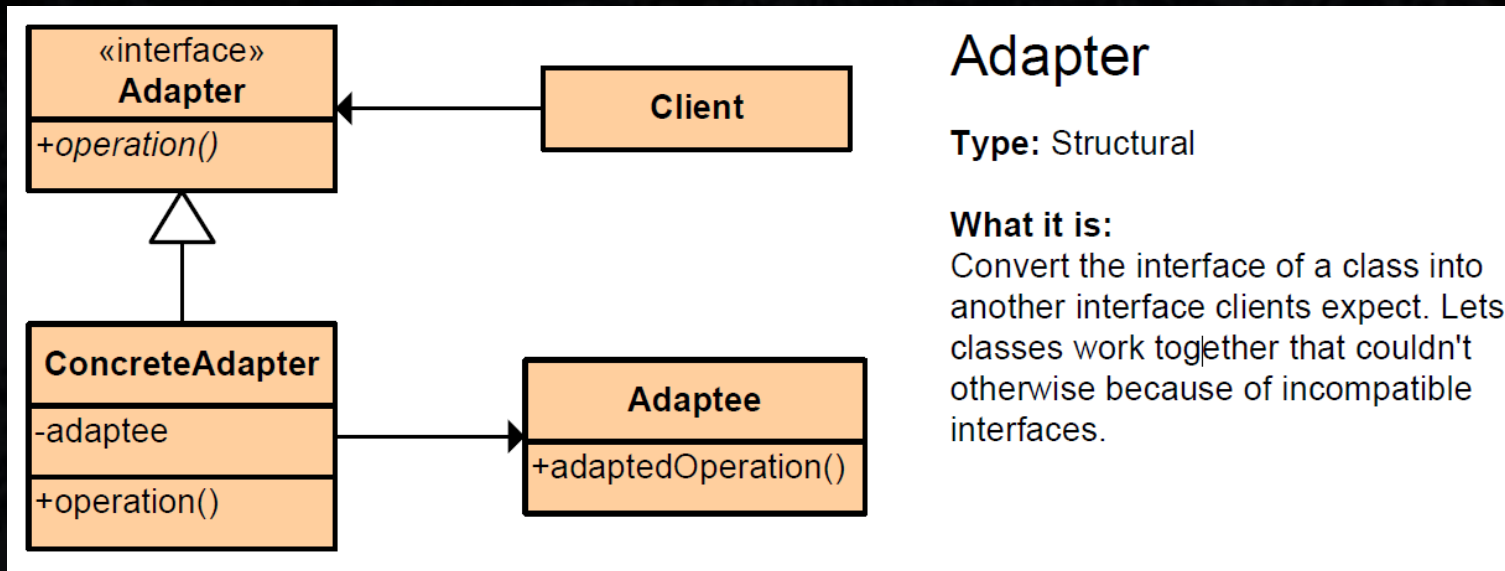 «interface»
Adapter
+operation()
Client
ConcreteAdapter
-adaptee
+operation()
Adaptee
+adaptedOperation()
Adapter
Type: Structural
What it is:
Convert the interface of a class into
another interface clients expect. Lets
classes work together that couldn't
otherwise because of incompatible
interfaces.